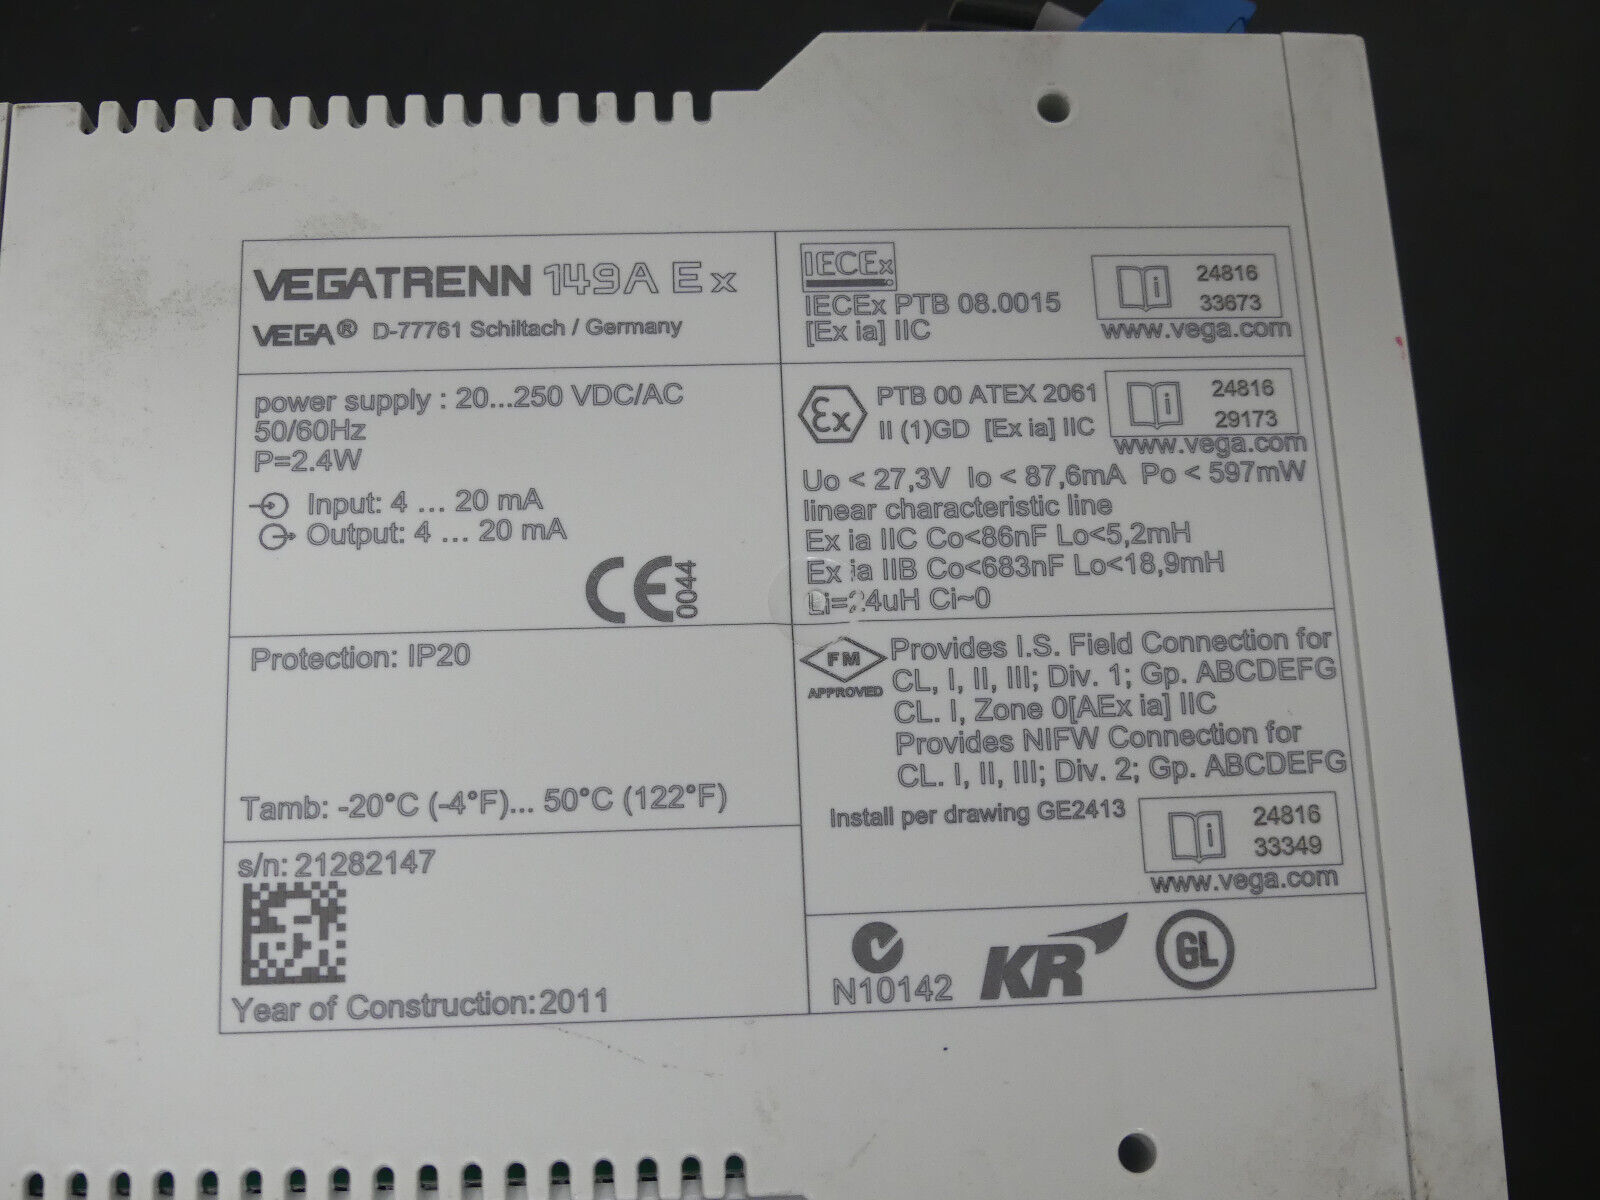 VEGATRENN 149A Ex
VEGA® D-77761 Schiltach / Germany
power supply : 20...250 VDC/AC
50/60Hz
P=2.4W
Input: 4 ... 20 mA
Output: 4 ... 20 mA
CE 0044
Protection: IP20
Tamb: -20°C (-4°F)... 50°C (122°F)
s/n: 21282147
Year of Construction: 2011
IECEx
IECEx PTB 08.0015
[Ex ia] IIC
24816
33673
www.vega.com
Ex
PTB 00 ATEX 2061
II (1)GD [Ex ia] IIC
24816
29173
www.vega.com
Uo < 27,3V Io < 87,6mA Po < 597mW
linear characteristic line
Ex ia IIC Co<86nF Lo<5,2mH
Ex ia IIB Co<683nF Lo<18,9mH
Li=2.4uH Ci~0
FM
APPROVED
Provides I.S. Field Connection for
CL, I, II, III; Div. 1; Gp. ABCDEFG
CL. I, Zone 0[AEx ia] IIC
Provides NIFW Connection for
CL. I, II, III; Div. 2; Gp. ABCDEFG
Install per drawing GE2413
24816
33349
www.vega.com
N10142
KR
GL